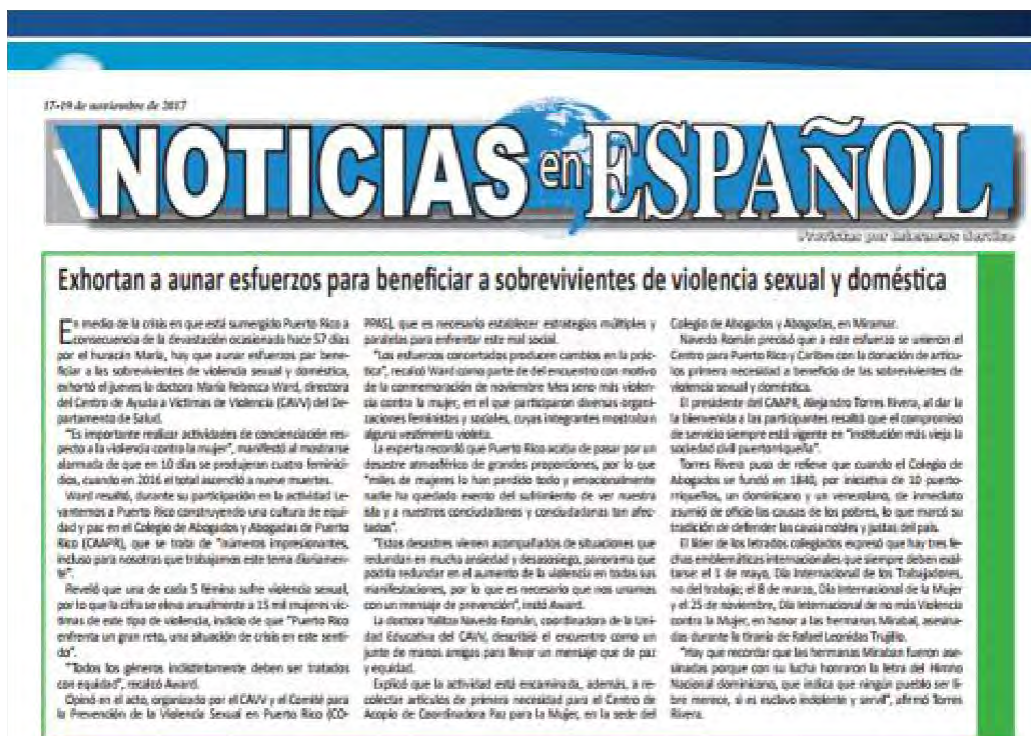 17-19 de noviembre de 2017
NOTICIAS en ESPAÑOL
Provistas por Internews Service
Exhortan a aunar esfuerzos para beneficiar a sobrevivientes de violencia sexual y doméstica
En medio de la crisis en que está sumergido Puerto Rico a
consecuencia de la devastación ocasionada hace 57 días
por el huracán María, hay que aunar esfuerzos par bene-
ficiar a las sobrevivientes de violencia sexual y doméstica,
exhortó el jueves la doctora María Rebecca Ward, directora
del Centro de Ayuda a Víctimas de Violencia (CAVV) del De-
partamento de Salud.
"Es importante realizar actividades de concienciación res-
pecto a la violencia contra la mujer", manifestó al mostrarse
alarmada de que en 10 días se produjeran cuatro feminici-
dios, cuando en 2016 el total ascendió a nueve muertes.
Ward resaltó, durante su participación en la actividad Le-
vantemos a Puerto Rico construyendo una cultura de equi-
dad y paz en el Colegio de Abogados y Abogadas de Puerto
Rico (CAAPR), que se trata de "números impresionantes,
incluso para nosotras que trabajamos este tema diariamen-
te".
Reveló que una de cada 5 fémina sufre violencia sexual,
por lo que la cifra se eleva anualmente a 15 mil mujeres víc-
timas de este tipo de violencia, indicio de que "Puerto Rico
enfrenta un gran reto, una situación de crisis en este senti-
do".
"Todos los géneros indistintamente deben ser tratados
con equidad", recalcó Award.
Opinó en el acto, organizado por el CAVV y el Comité para
la Prevención de la Violencia Sexual en Puerto Rico (CO-
PPAS), que es necesario establecer estrategias múltiples y
paralelas para enfrentar este mal social.
"Los esfuerzos concertados producen cambios en la prác-
tica", recalcó Ward como parte de del encuentro con motivo
de la conmemoración de noviembre Mes seno más violen-
cia contra la mujer, en el que participaron diversas organi-
zaciones feministas y sociales, cuyas integrantes mostraban
alguna vestimenta violeta.
La experta recordó que Puerto Rico acaba de pasar por un
desastre atmosférico de grandes proporciones, por lo que
"miles de mujeres lo han perdido todo y emocionalmente
nadie ha quedado exento del sufrimiento de ver nuestra
isla y a nuestros conciudadanos y conciudadanas tan afec-
tados".
"Estos desastres vienen acompañados de situaciones que
redundan en mucha ansiedad y desasosiego, panorama que
podría redundar en el aumento de la violencia en todas sus
manifestaciones, por lo que es necesario que nos unamos
con un mensaje de prevención", instó Award.
La doctora Yalitza Navedo Román, coordinadora de la Uni-
dad Educativa del CAVV, describió el encuentro como un
junte de manos amigas para llevar un mensaje que de paz
y equidad.
Explicó que la actividad está encaminada, además, a re-
colectar artículos de primera necesidad para el Centro de
Acopio de Coordinadora Paz para la Mujer, en la sede del
Colegio de Abogados y Abogadas, en Miramar.
Navedo Román precisó que a este esfuerzo se unieron el
Centro para Puerto Rico y Caribex con la donación de artícu-
los primera necesidad a beneficio de las sobrevivientes de
violencia sexual y doméstica.
El presidente del CAAPR, Alejandro Torres Rivera, al dar la
la bienvenida a las participantes resaltó que el compromiso
de servicio siempre está vigente en "institución más vieja la
sociedad civil puertorriqueña".
Torres Rivera puso de relieve que cuando el Colegio de
Abogados se fundó en 1840, por iniciativa de 10 puerto-
rriqueños, un dominicano y un venezolano, de inmediato
asumió de oficio las causas de los pobres, lo que marcó su
tradición de defender las causa nobles y justas del país.
El líder de los letrados colegiados expresó que hay tres fe-
chas emblemáticas internacionales que siempre deben exal-
tarse: el 1 de mayo, Día Internacional de los Trabajadores,
no del trabajo; el 8 de marzo, Día Internacional de la Mujer
y el 25 de noviembre, Día Internacional de no más Violencia
contra la Mujer, en honor a las hermanas Mirabal, asesina-
das durante la tiranía de Rafael Leonidas Trujillo.
"Hay que recordar que las hermanas Miraban fueron ase-
sinadas porque con su lucha honraron la letra del Himno
Nacional dominicano, que indica que ningún pueblo ser li-
bre merece, si es esclavo indolente y servil", afirmó Torres
Rivera.